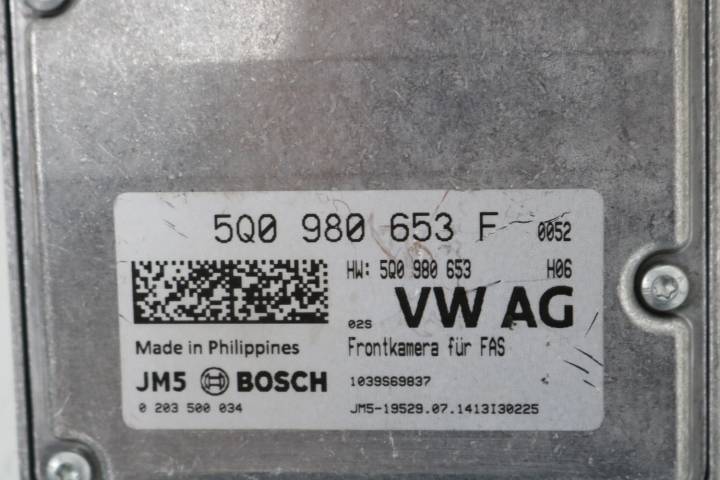 5Q0 980 653 F 0052
HW: 5Q0 980 653 H06
02S VW AG
Made in Philippines Frontkamera für FAS
JM5 BOSCH 1039S69837
0 203 500 034 JM5-19529.07.1413I30225